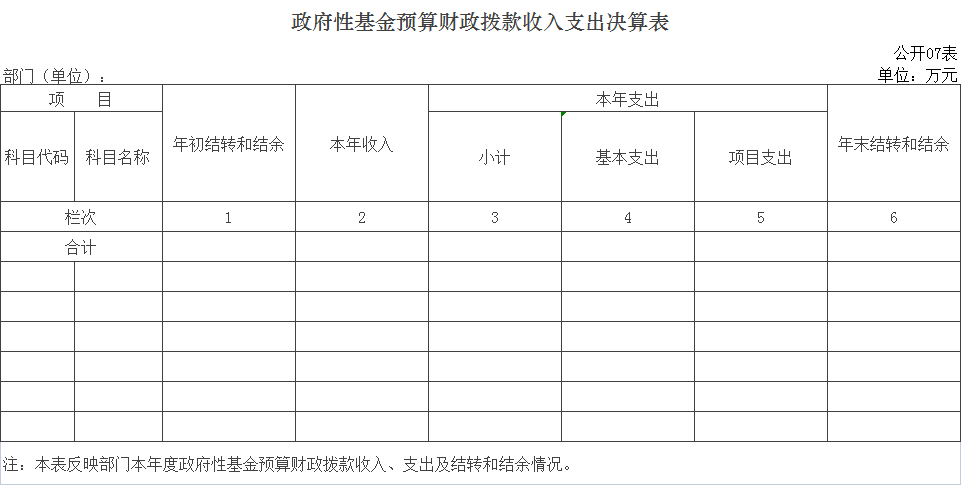 政府性基金预算财政拨款收入支出决算表
公开07表
部门（单位）： 单位：万元
项 目 年初结转和结余 本年收入 本年支出 年末结转和结余
科目代码 科目名称 小计 基本支出 项目支出
栏次 1 2 3 4 5 6
合计
注：本表反映部门本年度政府性基金预算财政拨款收入、支出及结转和结余情况。